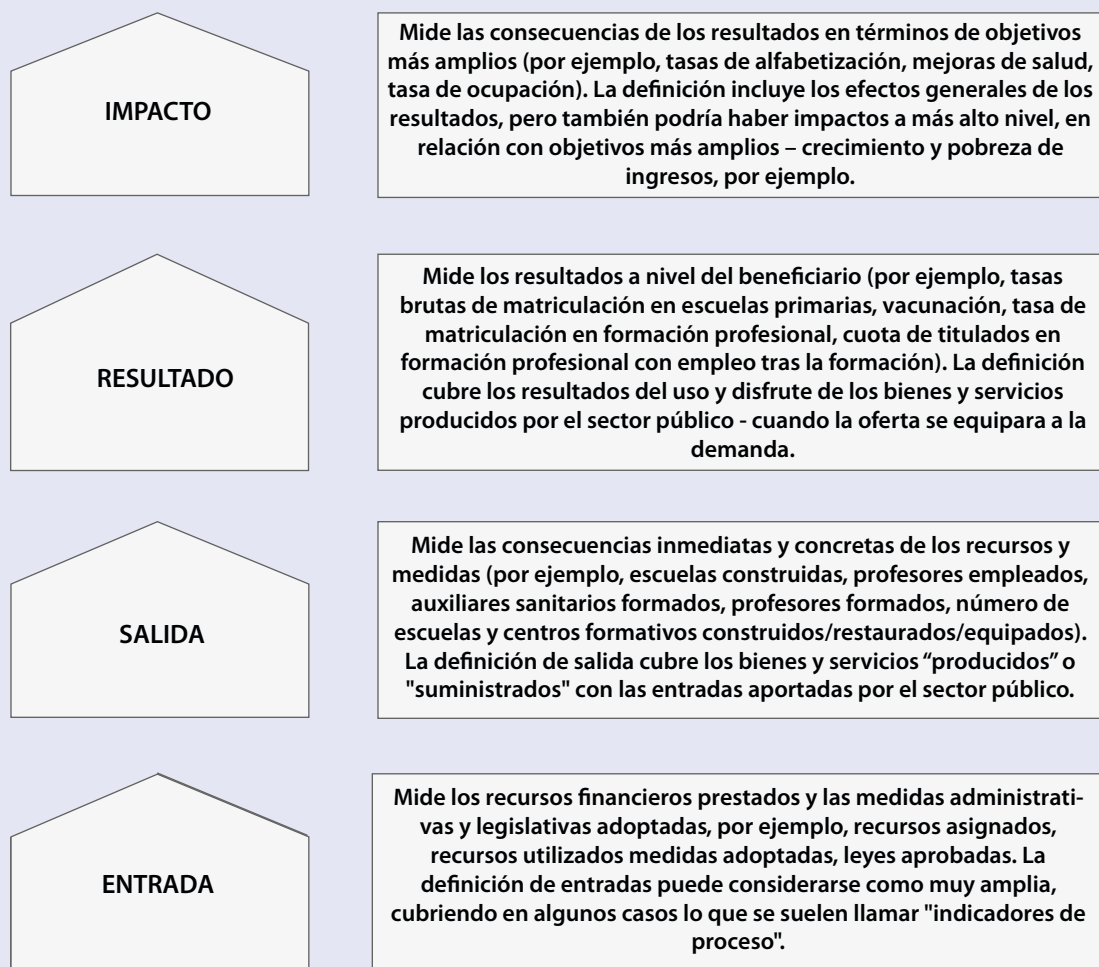 IMPACTO
Mide las consecuencias de los resultados en términos de objetivos
más amplios (por ejemplo, tasas de alfabetización, mejoras de salud,
tasa de ocupación). La definición incluye los efectos generales de los
resultados, pero también podría haber impactos a más alto nivel, en
relación con objetivos más amplios – crecimiento y pobreza de
ingresos, por ejemplo.
RESULTADO
Mide los resultados a nivel del beneficiario (por ejemplo, tasas
brutas de matriculación en escuelas primarias, vacunación, tasa de
matriculación en formación profesional, cuota de titulados en
formación profesional con empleo tras la formación). La definición
cubre los resultados del uso y disfrute de los bienes y servicios
producidos por el sector público - cuando la oferta se equipara a la
demanda.
SALIDA
Mide las consecuencias inmediatas y concretas de los recursos y
medidas (por ejemplo, escuelas construidas, profesores empleados,
auxiliares sanitarios formados, profesores formados, número de
escuelas y centros formativos construidos/restaurados/equipados).
La definición de salida cubre los bienes y servicios “producidos” o
"suministrados" con las entradas aportadas por el sector público.
ENTRADA
Mide los recursos financieros prestados y las medidas administrati-
vas y legislativas adoptadas, por ejemplo, recursos asignados,
recursos utilizados medidas adoptadas, leyes aprobadas. La
definición de entradas puede considerarse como muy amplia,
cubriendo en algunos casos lo que se suelen llamar "indicadores de
proceso".